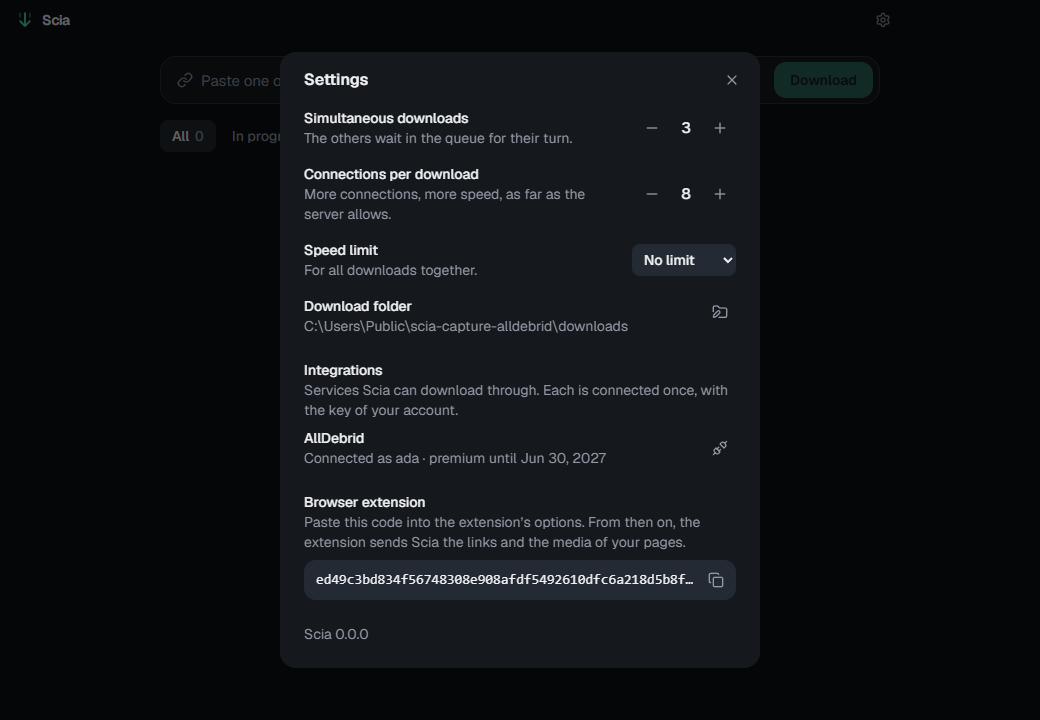 Scia
Paste one o
Download
All 0
In progr
Settings
Simultaneous downloads
The others wait in the queue for their turn.
3
Connections per download
More connections, more speed, as far as the
server allows.
8
Speed limit
For all downloads together.
No limit
Download folder
C:\Users\Public\scia-capture-alldebrid\downloads
Integrations
Services Scia can download through. Each is connected once, with
the key of your account.
AllDebrid
Connected as ada · premium until Jun 30, 2027
Browser extension
Paste this code into the extension's options. From then on, the
extension sends Scia the links and the media of your pages.
ed49c3bd834f56748308e908afdf5492610dfc6a218d5b8f…
Scia 0.0.0